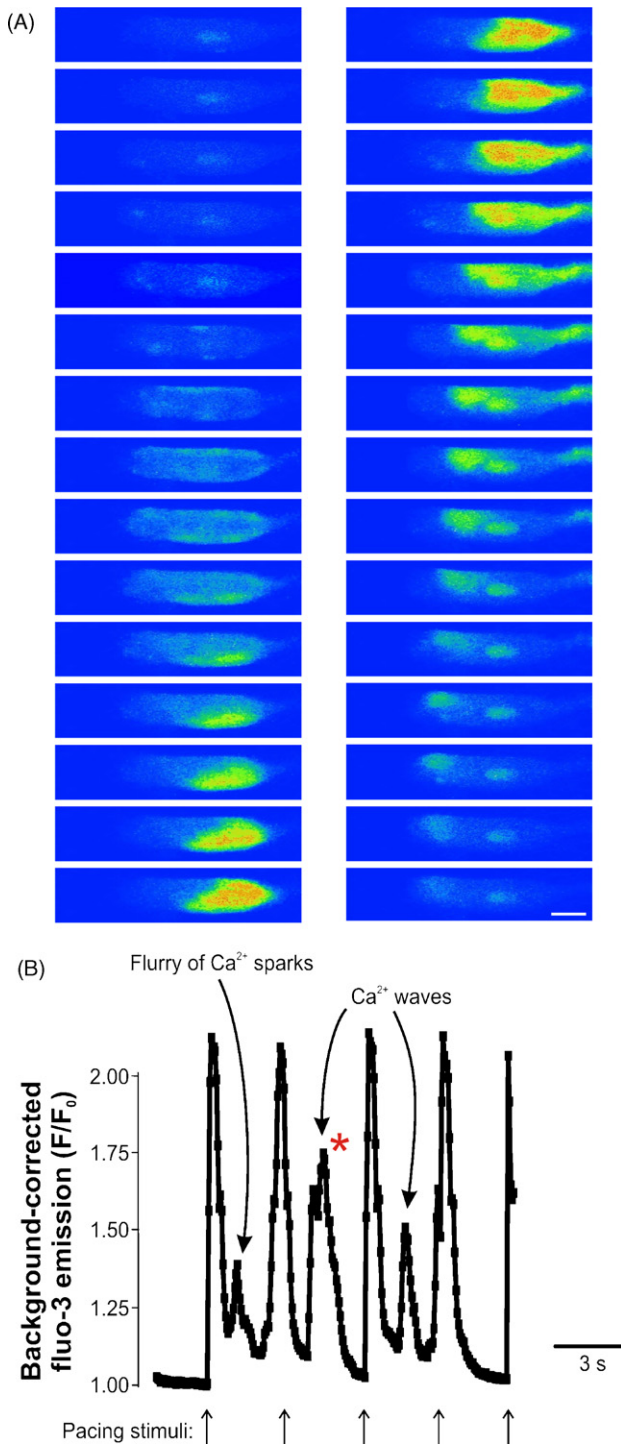 (A)
(B)
Flurry of Ca²⁺ sparks
Ca²⁺ waves
*
Background-corrected
fluo-3 emission (F/F₀)
2.00
1.75
1.50
1.25
1.00
3 s
Pacing stimuli: